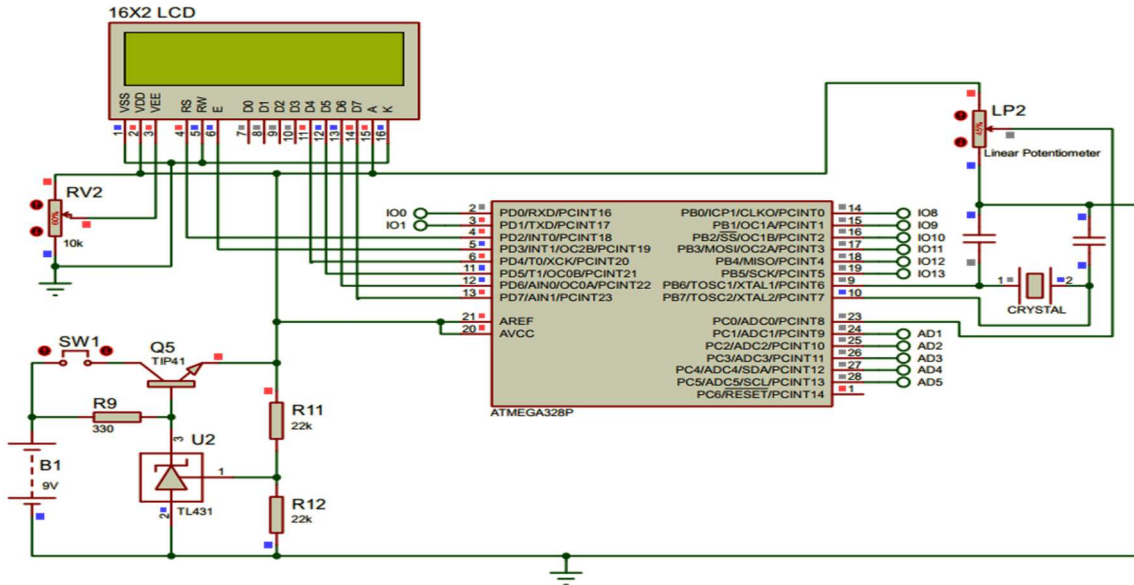 16X2 LCD
VSS VDD VEE RS RW E D0 D1 D2 D3 D4 D5 D6 D7 A K
1 2 3 4 5 6 7 8 9 10 11 12 13 14 15 16
RV2
60%
10k
LP2
45%
Linear Potentiometer
IO0 2 PD0/RXD/PCINT16 PB0/ICP1/CLKO/PCINT0 14 IO8
IO1 3 PD1/TXD/PCINT17 PB1/OC1A/PCINT1 15 IO9
4 PD2/INT0/PCINT18 PB2/SS/OC1B/PCINT2 16 IO10
5 PD3/INT1/OC2B/PCINT19 PB3/MOSI/OC2A/PCINT3 17 IO11
6 PD4/T0/XCK/PCINT20 PB4/MISO/PCINT4 18 IO12
11 PD5/T1/OC0B/PCINT21 PB5/SCK/PCINT5 19 IO13
12 PD6/AIN0/OC0A/PCINT22 PB6/TOSC1/XTAL1/PCINT6 9
13 PD7/AIN1/PCINT23 PB7/TOSC2/XTAL2/PCINT7 10
21 AREF PC0/ADC0/PCINT8 23
20 AVCC PC1/ADC1/PCINT9 24 AD1
PC2/ADC2/PCINT10 25 AD2
PC3/ADC3/PCINT11 26 AD3
PC4/ADC4/SDA/PCINT12 27 AD4
PC5/ADC5/SCL/PCINT13 28 AD5
PC6/RESET/PCINT14 1
ATMEGA328P
1 2
CRYSTAL
SW1
Q5
TIP41
R9
330
R11
22k
U2
3
1
2
TL431
B1
9V
R12
22k